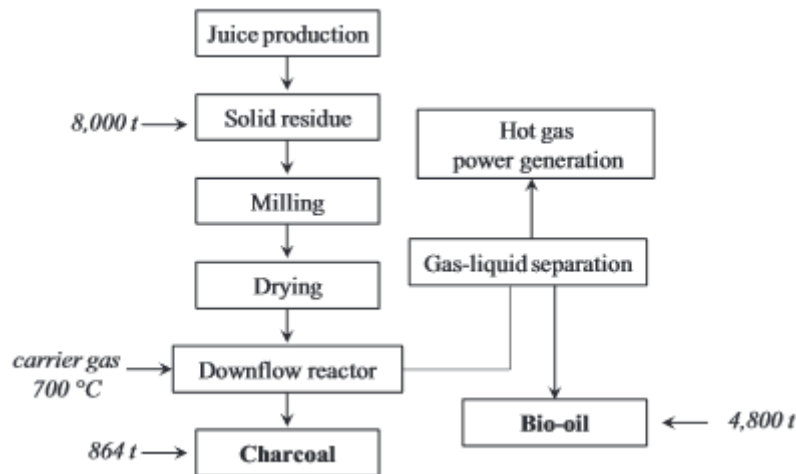 Juice production
8,000 t
Solid residue
Hot gas
power generation
Milling
Gas-liquid separation
Drying
carrier gas
700 °C
Downflow reactor
Bio-oil
4,800 t
864 t
Charcoal